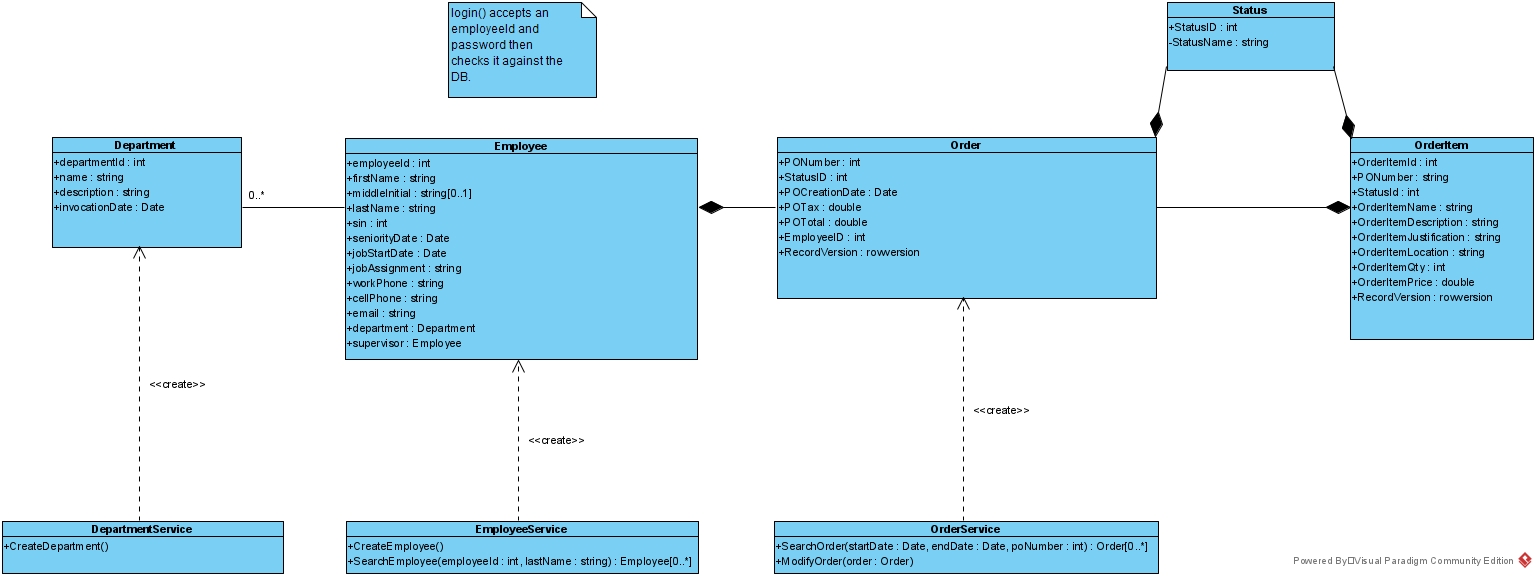 login() accepts an
employeeId and
password then
checks it against the
DB.
Status
+StatusID : int
-StatusName : string
Department
+departmentId : int
+name : string
+description : string
+invocationDate : Date
0..*
Employee
+employeeId : int
+firstName : string
+middleInitial : string[0..1]
+lastName : string
+sin : int
+seniorityDate : Date
+jobStartDate : Date
+jobAssignment : string
+workPhone : string
+cellPhone : string
+email : string
+department : Department
+supervisor : Employee
Order
+PONumber : int
+StatusID : int
+POCreationDate : Date
+POTax : double
+POTotal : double
+EmployeeID : int
+RecordVersion : rowversion
OrderItem
+OrderItemId : int
+PONumber : string
+StatusId : int
+OrderItemName : string
+OrderItemDescription : string
+OrderItemJustification : string
+OrderItemLocation : string
+OrderItemQty : int
+OrderItemPrice : double
+RecordVersion : rowversion
<<create>>
<<create>>
<<create>>
DepartmentService
+CreateDepartment()
EmployeeService
+CreateEmployee()
+SearchEmployee(employeeId : int, lastName : string) : Employee[0..*]
OrderService
+SearchOrder(startDate : Date, endDate : Date, poNumber : int) : Order[0..*]
+ModifyOrder(order : Order)
Powered By Visual Paradigm Community Edition